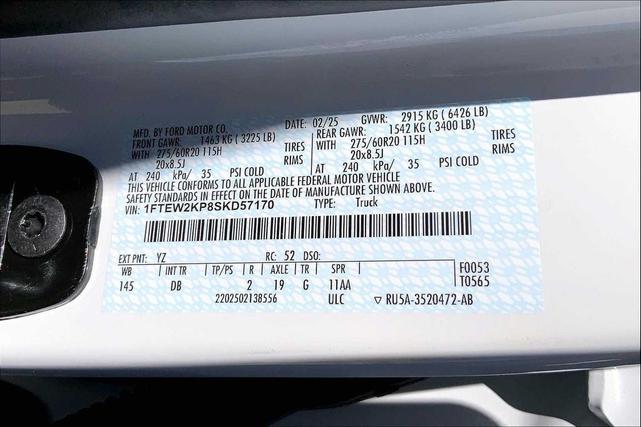 MFD. BY FORD MOTOR CO. DATE: 02/25 GVWR: 2915 KG (6426 LB)
FRONT GAWR: 1463 KG (3225 LB) REAR GAWR: 1542 KG (3400 LB)
WITH 275/60R20 115H TIRES WITH 275/60R20 115H TIRES
20x8.5J RIMS 20x8.5J RIMS
AT 240 kPa/ 35 PSI COLD AT 240 kPa/ 35 PSI COLD
THIS VEHICLE CONFORMS TO ALL APPLICABLE FEDERAL MOTOR VEHICLE
SAFETY STANDARDS IN EFFECT ON THE DATE OF MANUFACTURE SHOWN ABOVE.
VIN: 1FTEW2KP8SKD57170 TYPE: Truck
EXT PNT: YZ RC: 52 DSO:
WB INT TR TP/PS R AXLE TR SPR F0053
145 DB 2 19 G 11AA T0565
2202502138556 ULC ▽ RU5A-3520472-AB